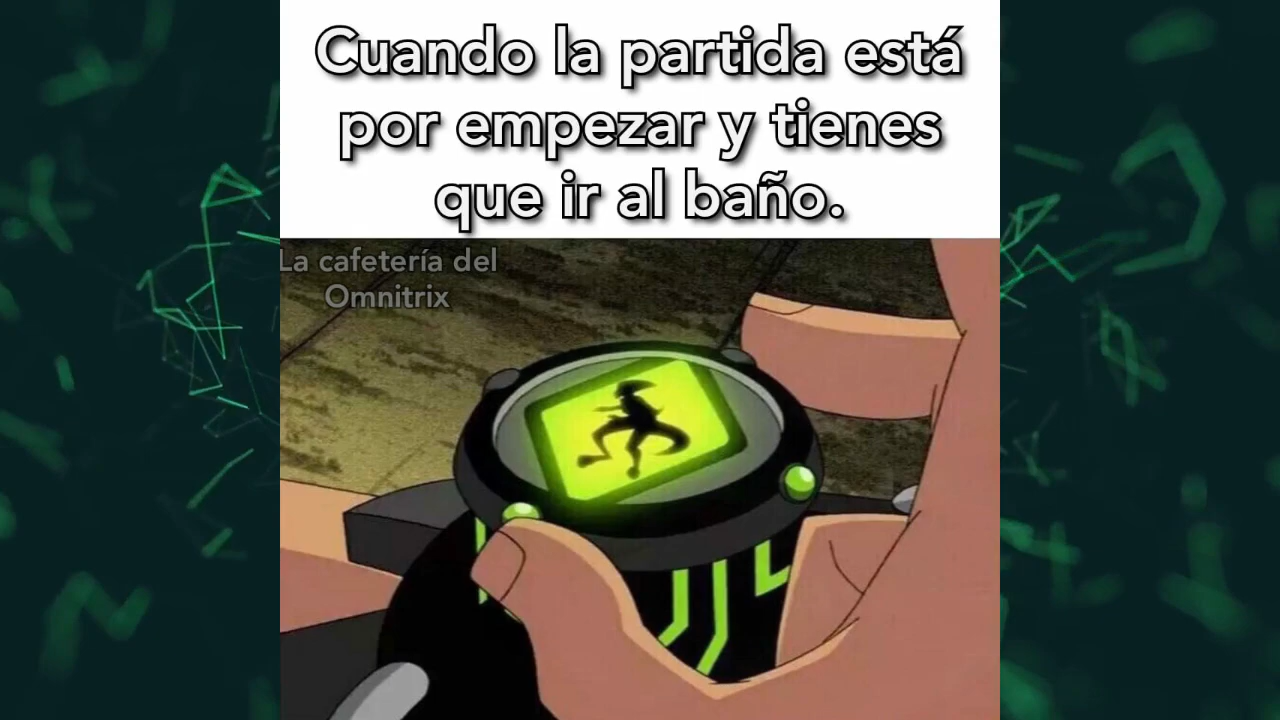 Cuando la partida está
por empezar y tienes
que ir al baño.
La cafetería del
Omnitrix